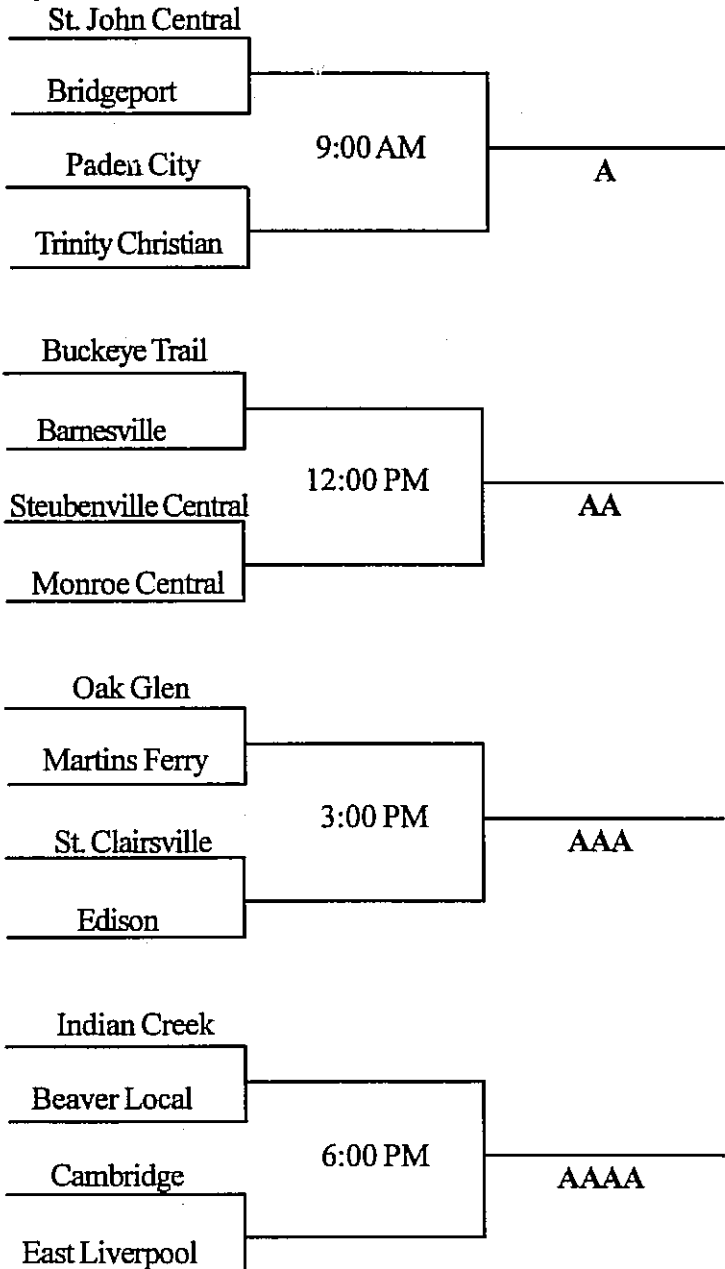 St. John Central
Bridgeport
9:00 AM
A
Paden City
Trinity Christian
Buckeye Trail
Barnesville
12:00 PM
AA
Steubenville Central
Monroe Central
Oak Glen
Martins Ferry
3:00 PM
AAA
St. Clairsville
Edison
Indian Creek
Beaver Local
6:00 PM
AAAA
Cambridge
East Liverpool